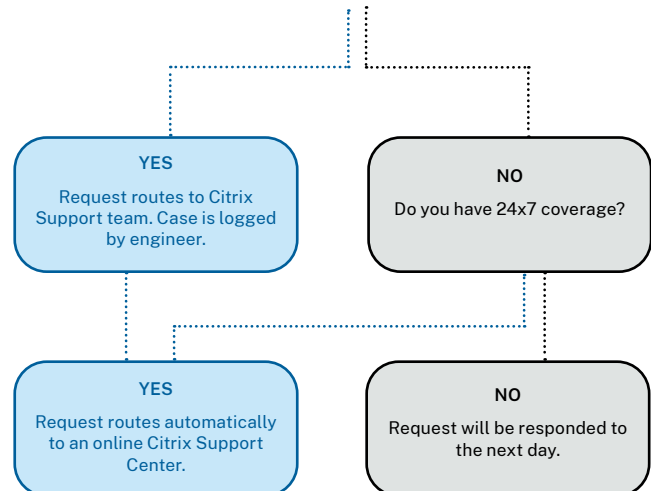 YES
Request routes to Citrix
Support team. Case is logged
by engineer.
NO
Do you have 24x7 coverage?
YES
Request routes automatically
to an online Citrix Support
Center.
NO
Request will be responded to
the next day.